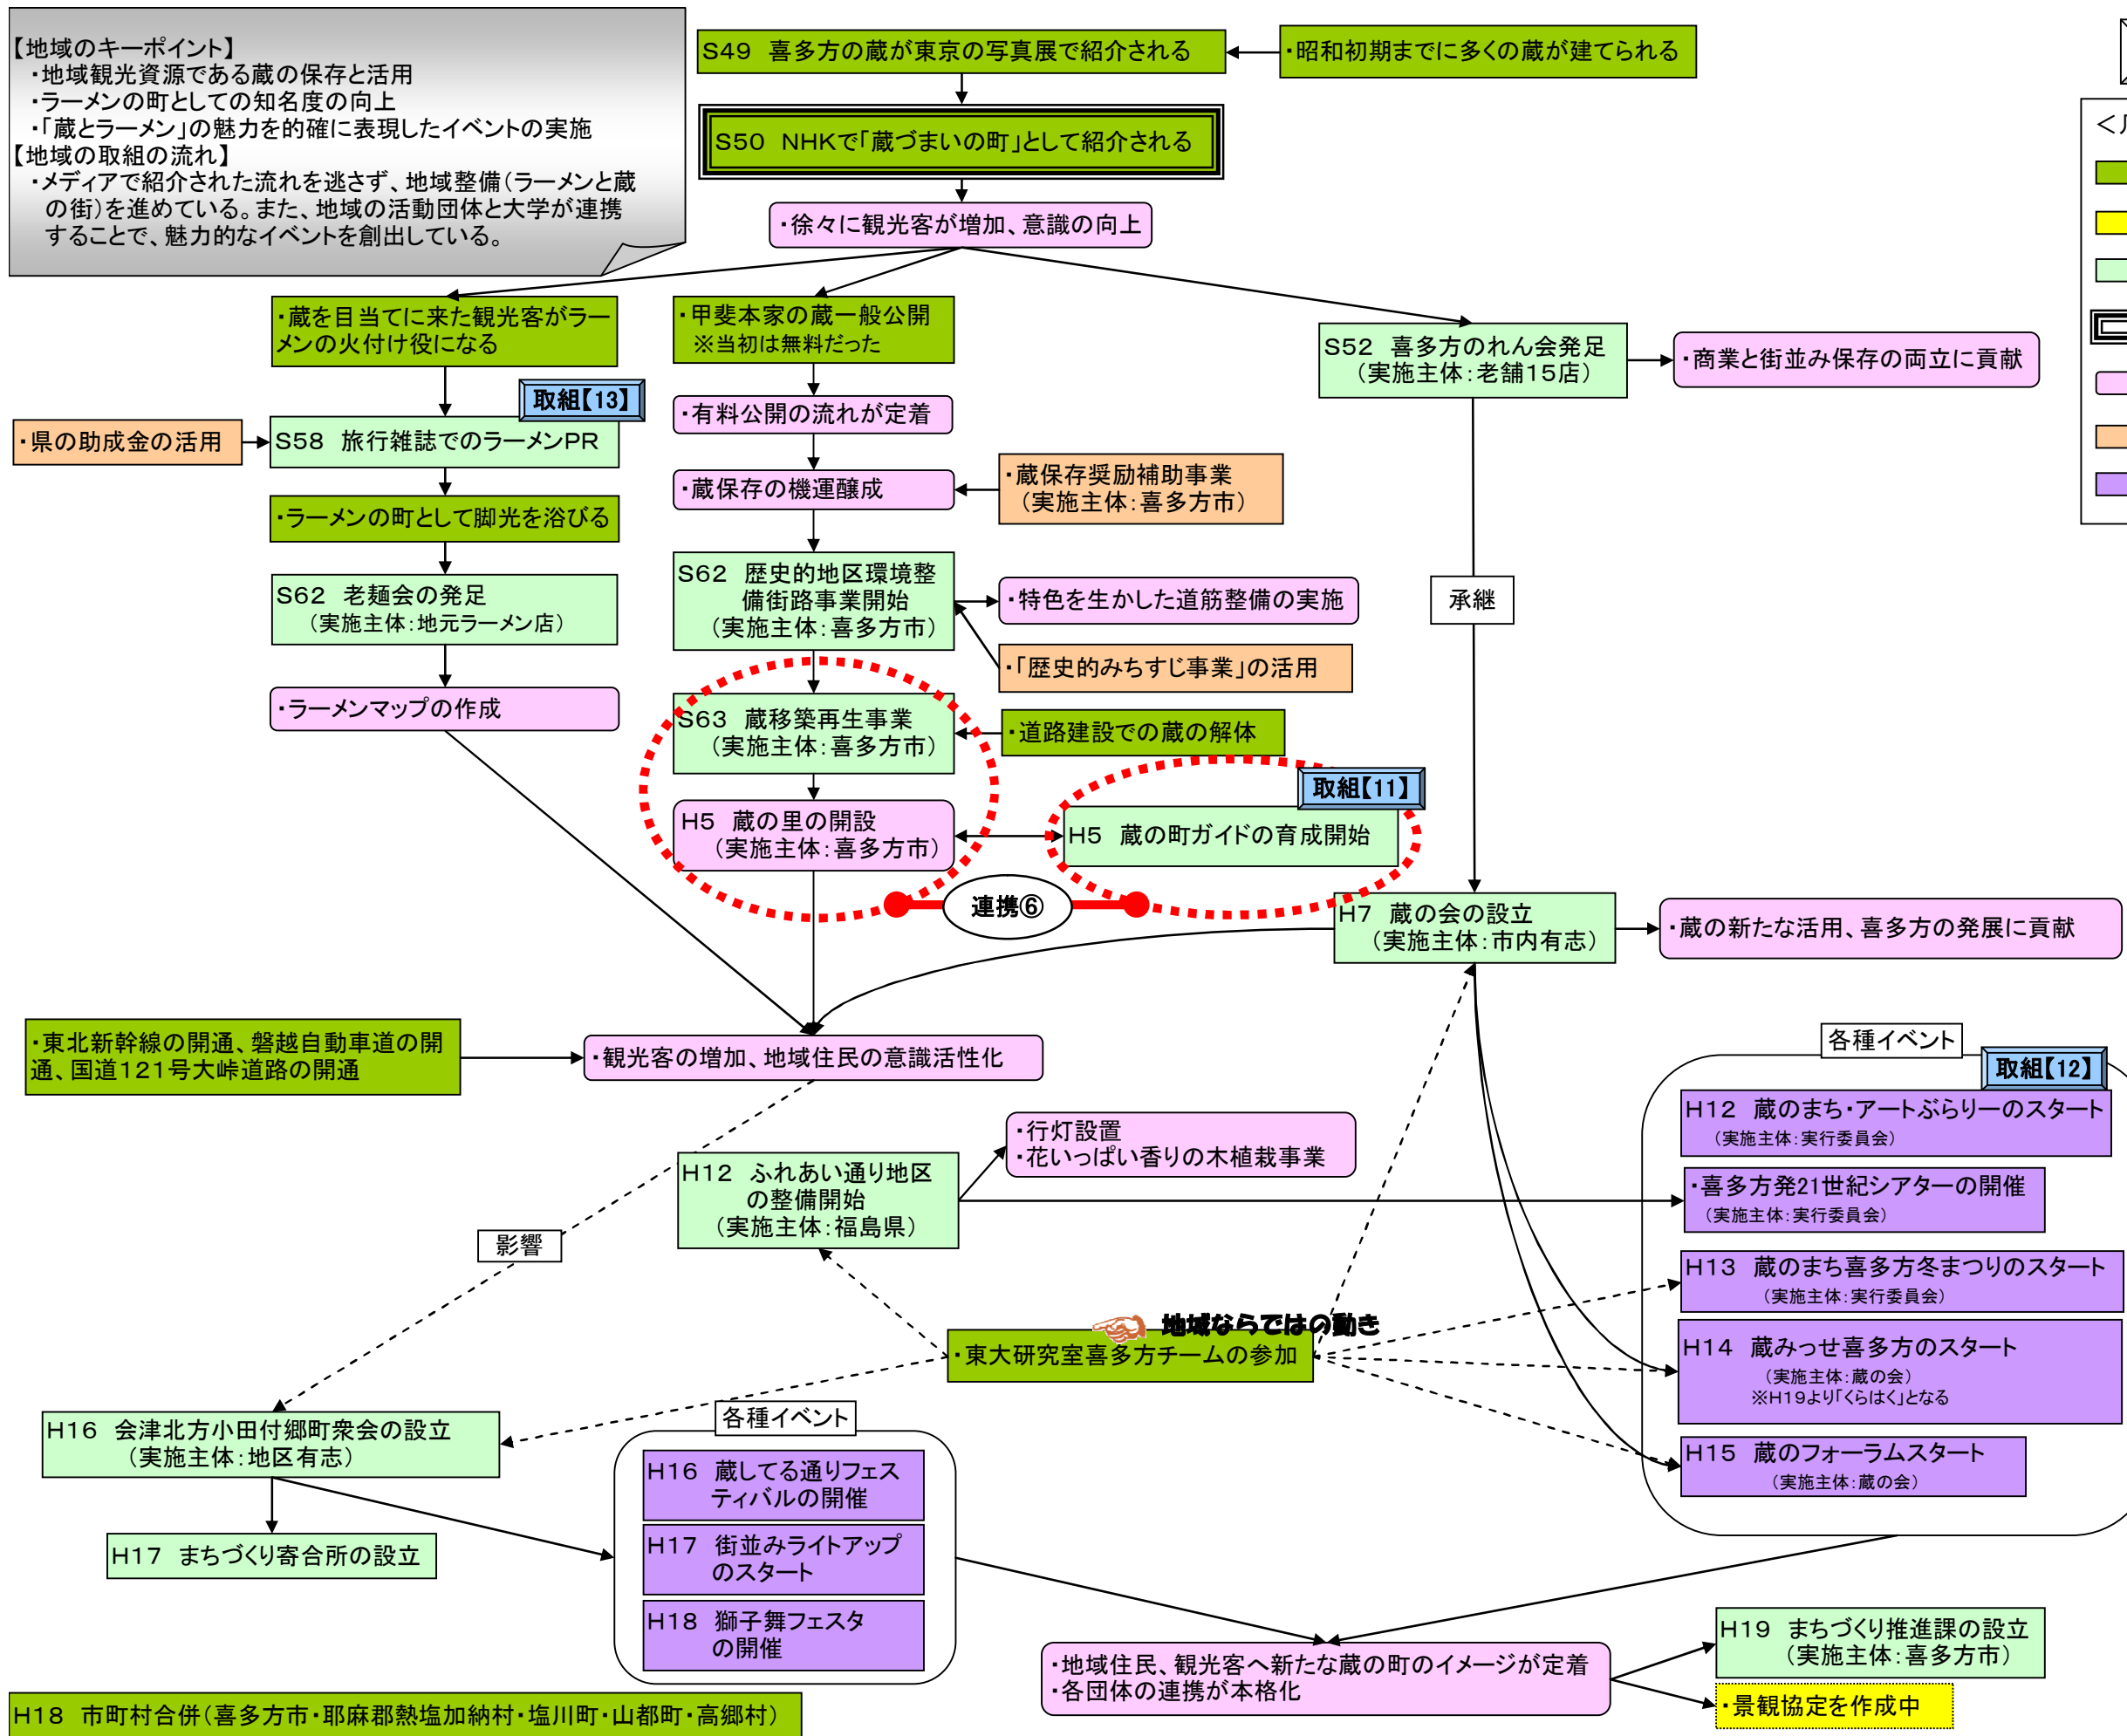 【地域のキーポイント】
・地域観光資源である蔵の保存と活用
・ラーメンの町としての知名度の向上
・「蔵とラーメン」の魅力を的確に表現したイベントの実施
【地域の取組の流れ】
・メディアで紹介された流れを逃さず、地域整備（ラーメンと蔵
の街）を進めている。また、地域の活動団体と大学が連携
することで、魅力的なイベントを創出している。
S49　喜多方の蔵が東京の写真展で紹介される
・昭和初期までに多くの蔵が建てられる
S50　NHKで「蔵づまいの町」として紹介される
・徐々に観光客が増加、意識の向上
・蔵を目当てに来た観光客がラー
メンの火付け役になる
・甲斐本家の蔵一般公開
※当初は無料だった
S52　喜多方のれん会発足
（実施主体：老舗15店）
・商業と街並み保存の両立に貢献
取組【13】
・県の助成金の活用
S58　旅行雑誌でのラーメンPR
・有料公開の流れが定着
・蔵保存の機運醸成
・蔵保存奨励補助事業
（実施主体：喜多方市）
・ラーメンの町として脚光を浴びる
S62　老麺会の発足
（実施主体：地元ラーメン店）
S62　歴史的地区環境整
備街路事業開始
（実施主体：喜多方市）
・特色を生かした道筋整備の実施
承継
・「歴史的みちすじ事業」の活用
・ラーメンマップの作成
S63　蔵移築再生事業
（実施主体：喜多方市）
・道路建設での蔵の解体
取組【11】
H5　蔵の里の開設
（実施主体：喜多方市）
H5　蔵の町ガイドの育成開始
連携⑥
H7　蔵の会の設立
（実施主体：市内有志）
・蔵の新たな活用、喜多方の発展に貢献
・東北新幹線の開通、磐越自動車道の開
通、国道121号大峠道路の開通
・観光客の増加、地域住民の意識活性化
各種イベント
取組【12】
H12　蔵のまち・アートぶらりーのスタート
（実施主体：実行委員会）
・行灯設置
・花いっぱい香りの木植栽事業
H12　ふれあい通り地区
の整備開始
（実施主体：福島県）
・喜多方発21世紀シアターの開催
（実施主体：実行委員会）
影響
H13　蔵のまち喜多方冬まつりのスタート
（実施主体：実行委員会）
地域ならではの動き
・東大研究室喜多方チームの参加
H14　蔵みっせ喜多方のスタート
（実施主体：蔵の会）
※H19より「くらはく」となる
H15　蔵のフォーラムスタート
（実施主体：蔵の会）
H16　会津北方小田付郷町衆会の設立
（実施主体：地区有志）
各種イベント
H16　蔵してる通りフェス
ティバルの開催
H17　街並みライトアップ
のスタート
H18　獅子舞フェスタ
の開催
H17　まちづくり寄合所の設立
・地域住民、観光客へ新たな蔵の町のイメージが定着
・各団体の連携が本格化
H19　まちづくり推進課の設立
（実施主体：喜多方市）
・景観協定を作成中
H18　市町村合併（喜多方市・耶麻郡熱塩加納村・塩川町・山都町・高郷村）